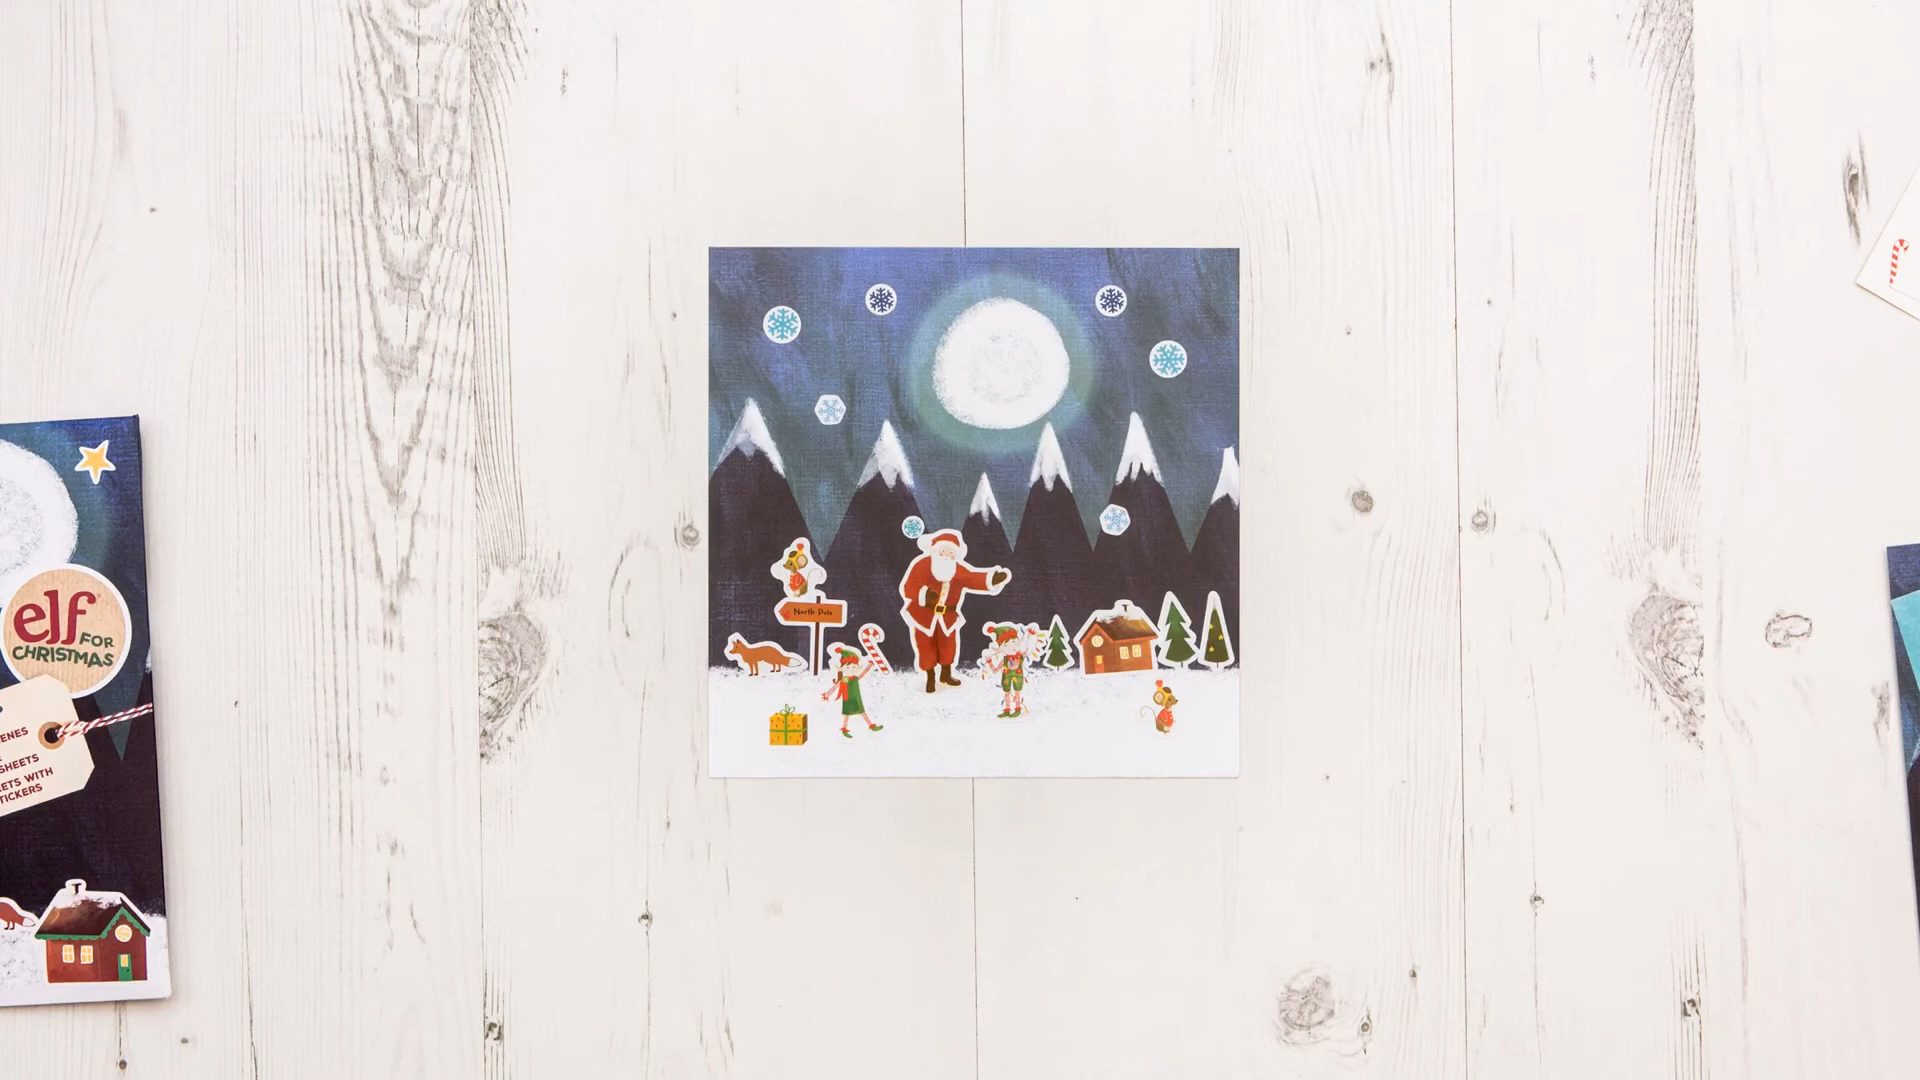 elf
FOR
CHRISTMAS
ENES
SHEETS
ETS WITH
TICKERS
North Pole